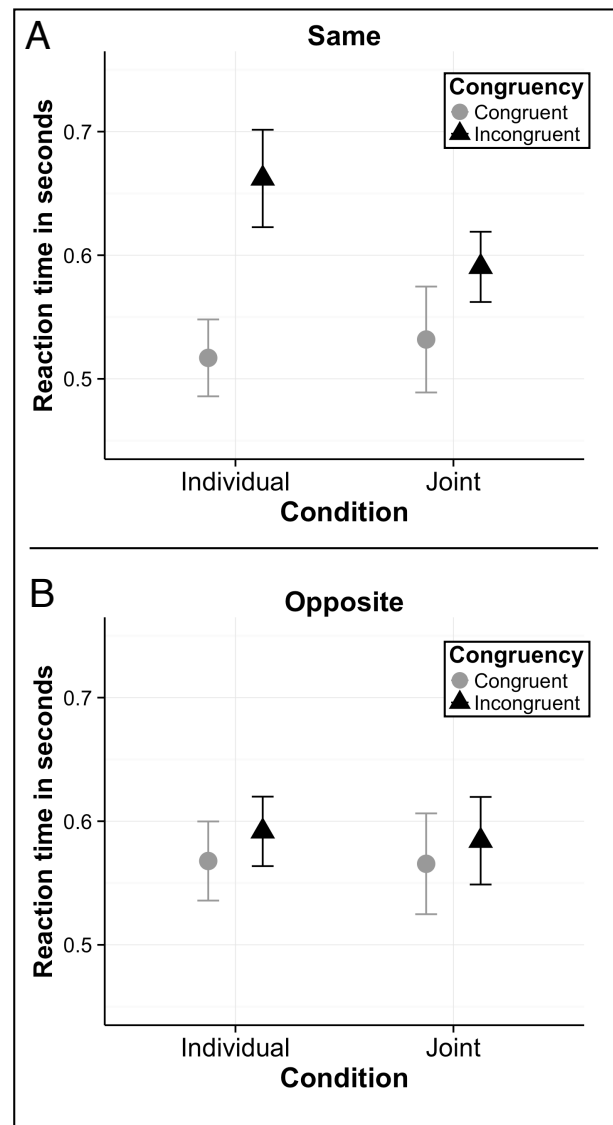 A
Same
Congruency
Congruent
Incongruent
0.7
0.6
0.5
Reaction time in seconds
Individual
Joint
Condition
B
Opposite
Congruency
Congruent
Incongruent
0.7
0.6
0.5
Reaction time in seconds
Individual
Joint
Condition